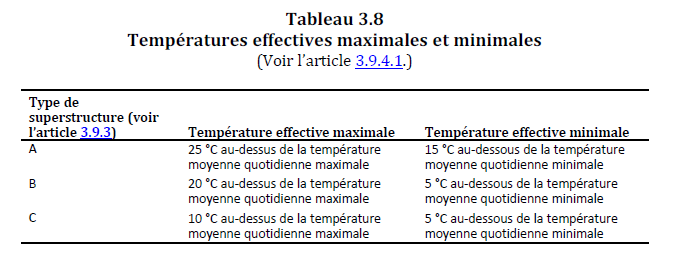 Tableau 3.8
Températures effectives maximales et minimales
(Voir l’article 3.9.4.1.)
Type de
superstructure (voir
l’article 3.9.3) Température effective maximale Température effective minimale
A 25 °C au-dessus de la température 15 °C au-dessous de la température
moyenne quotidienne maximale moyenne quotidienne minimale
B 20 °C au-dessus de la température 5 °C au-dessous de la température
moyenne quotidienne maximale moyenne quotidienne minimale
C 10 °C au-dessus de la température 5 °C au-dessous de la température
moyenne quotidienne maximale moyenne quotidienne minimale